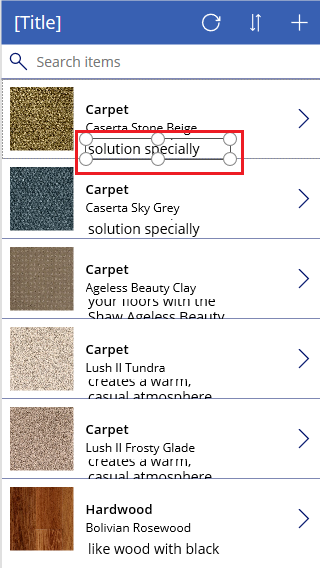 [Title]
Search items
Carpet
Caserta Stone Beige
solution specially
Carpet
Caserta Sky Grey
solution specially
Carpet
Ageless Beauty Clay
your floors with the
Shaw Ageless Beauty
Carpet
Lush II Tundra
creates a warm,
casual atmosphere
Carpet
Lush II Frosty Glade
creates a warm,
casual atmosphere
Hardwood
Bolivian Rosewood
like wood with black